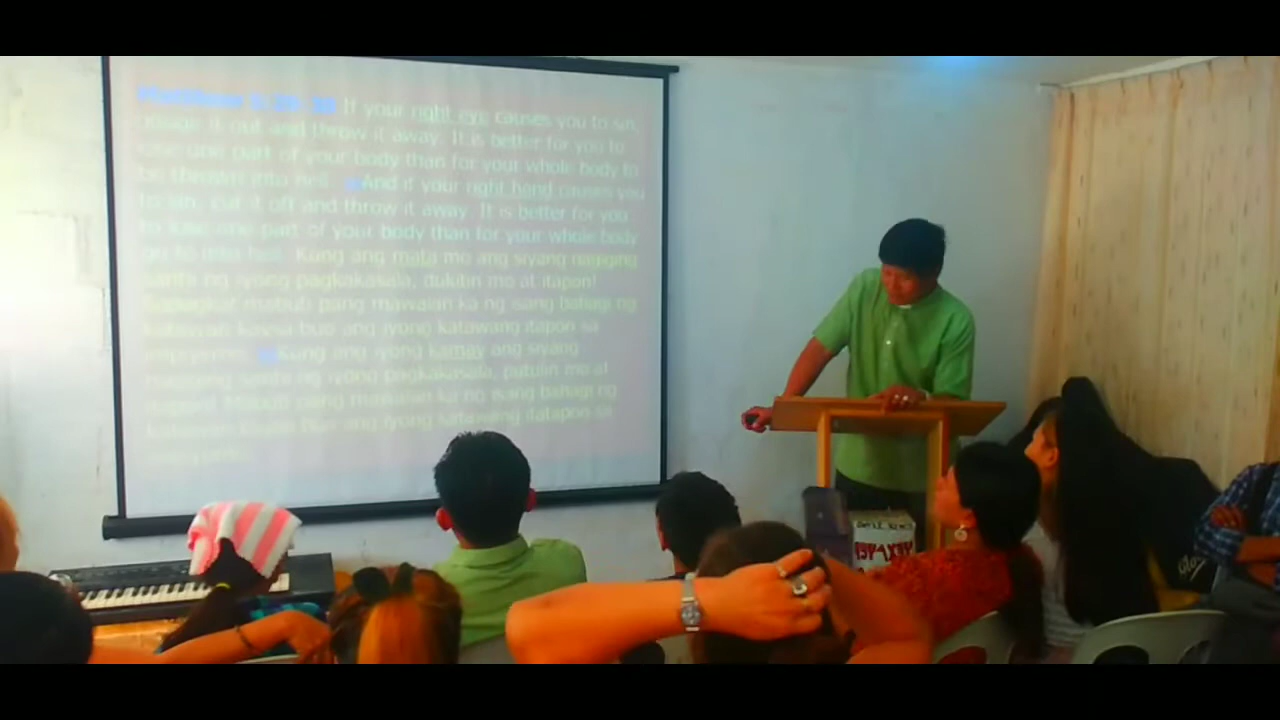 Matthew 5:29-30 If your right eye causes you to sin,
gouge it out and throw it away. It is better for you to
lose one part of your body than for your whole body to
be thrown into hell. And if your right hand causes you
to sin, cut it off and throw it away. It is better for you
to lose one part of your body than for your whole body
go to into hell. Kung ang mata mo ang siyang nagiging
sanhi ng iyong pagkakasala, dukitin mo at itapon!
Sapagkat mabuti pang mawalan ka ng isang bahagi ng
katawan kaysa buo ang iyong katawang itapon sa
impiyerno. Kung ang iyong kamay ang siyang
nagiging sanhi ng iyong pagkakasala, putulin mo at
itapon! Mabuti pang mawalan ka ng isang bahagi ng
katawan kaysa buo ang iyong katawang itatapon sa